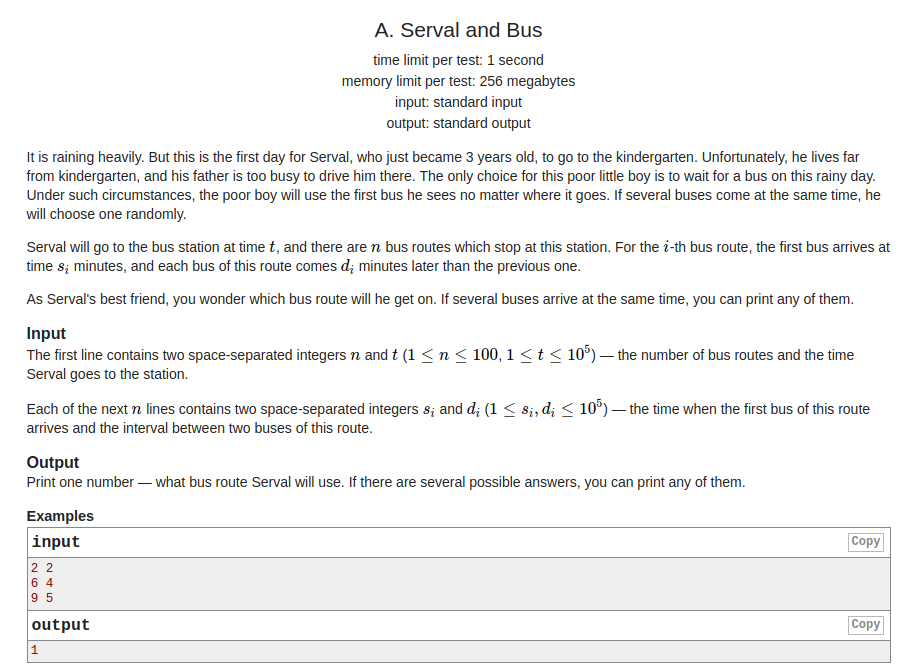 A. Serval and Bus
time limit per test: 1 second
memory limit per test: 256 megabytes
input: standard input
output: standard output
It is raining heavily. But this is the first day for Serval, who just became 3 years old, to go to the kindergarten. Unfortunately, he lives far
from kindergarten, and his father is too busy to drive him there. The only choice for this poor little boy is to wait for a bus on this rainy day.
Under such circumstances, the poor boy will use the first bus he sees no matter where it goes. If several buses come at the same time, he
will choose one randomly.
Serval will go to the bus station at time t, and there are n bus routes which stop at this station. For the i-th bus route, the first bus arrives at
time s_i minutes, and each bus of this route comes d_i minutes later than the previous one.
As Serval's best friend, you wonder which bus route will he get on. If several buses arrive at the same time, you can print any of them.
Input
The first line contains two space-separated integers n and t (1 ≤ n ≤ 100, 1 ≤ t ≤ 10^5) — the number of bus routes and the time
Serval goes to the station.
Each of the next n lines contains two space-separated integers s_i and d_i (1 ≤ s_i, d_i ≤ 10^5) — the time when the first bus of this route
arrives and the interval between two buses of this route.
Output
Print one number — what bus route Serval will use. If there are several possible answers, you can print any of them.
Examples
input Copy
2 2
6 4
9 5
output Copy
1